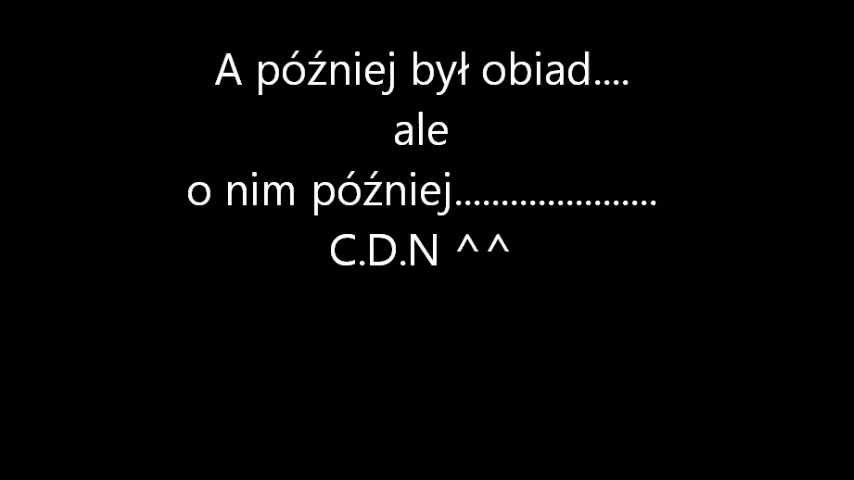 A później był obiad....
ale
o nim później......................
C.D.N ^^